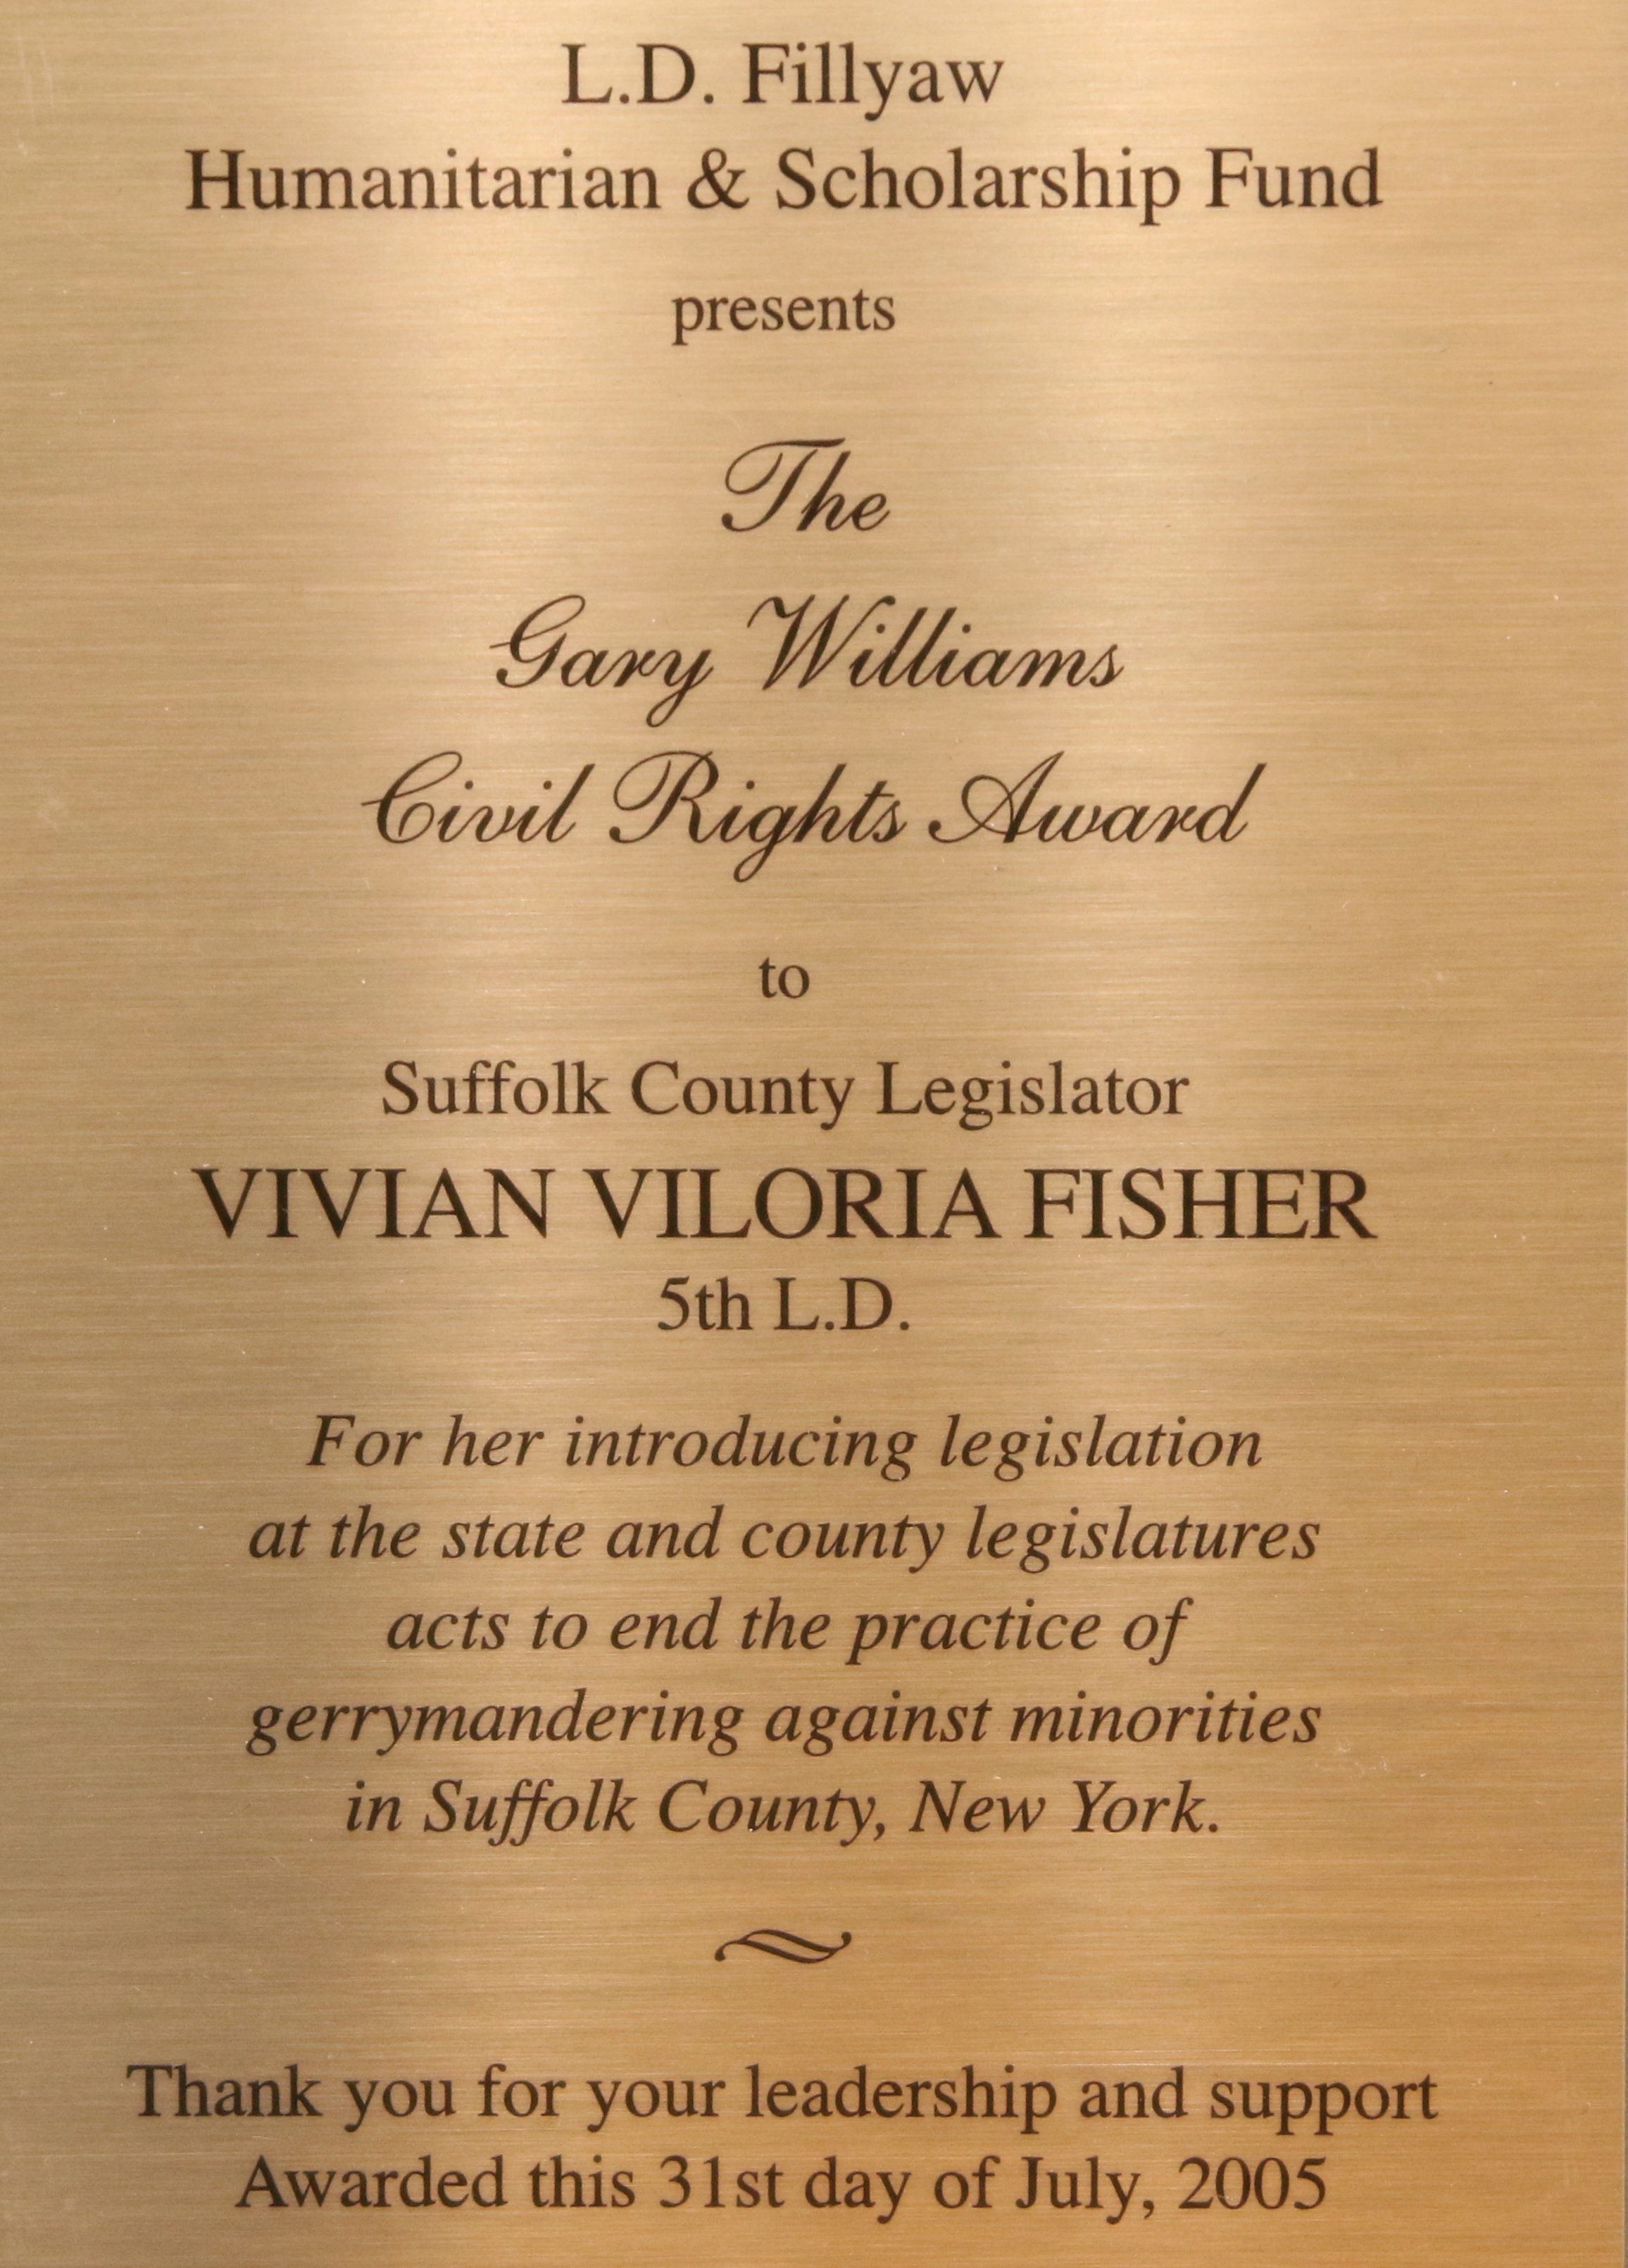 L.D. Fillyaw
Humanitarian & Scholarship Fund
presents
The
Gary Williams
Civil Rights Award
to
Suffolk County Legislator
VIVIAN VILORIA FISHER
5th L.D.
For her introducing legislation
at the state and county legislatures
acts to end the practice of
gerrymandering against minorities
in Suffolk County, New York.
Thank you for your leadership and support
Awarded this 31st day of July, 2005